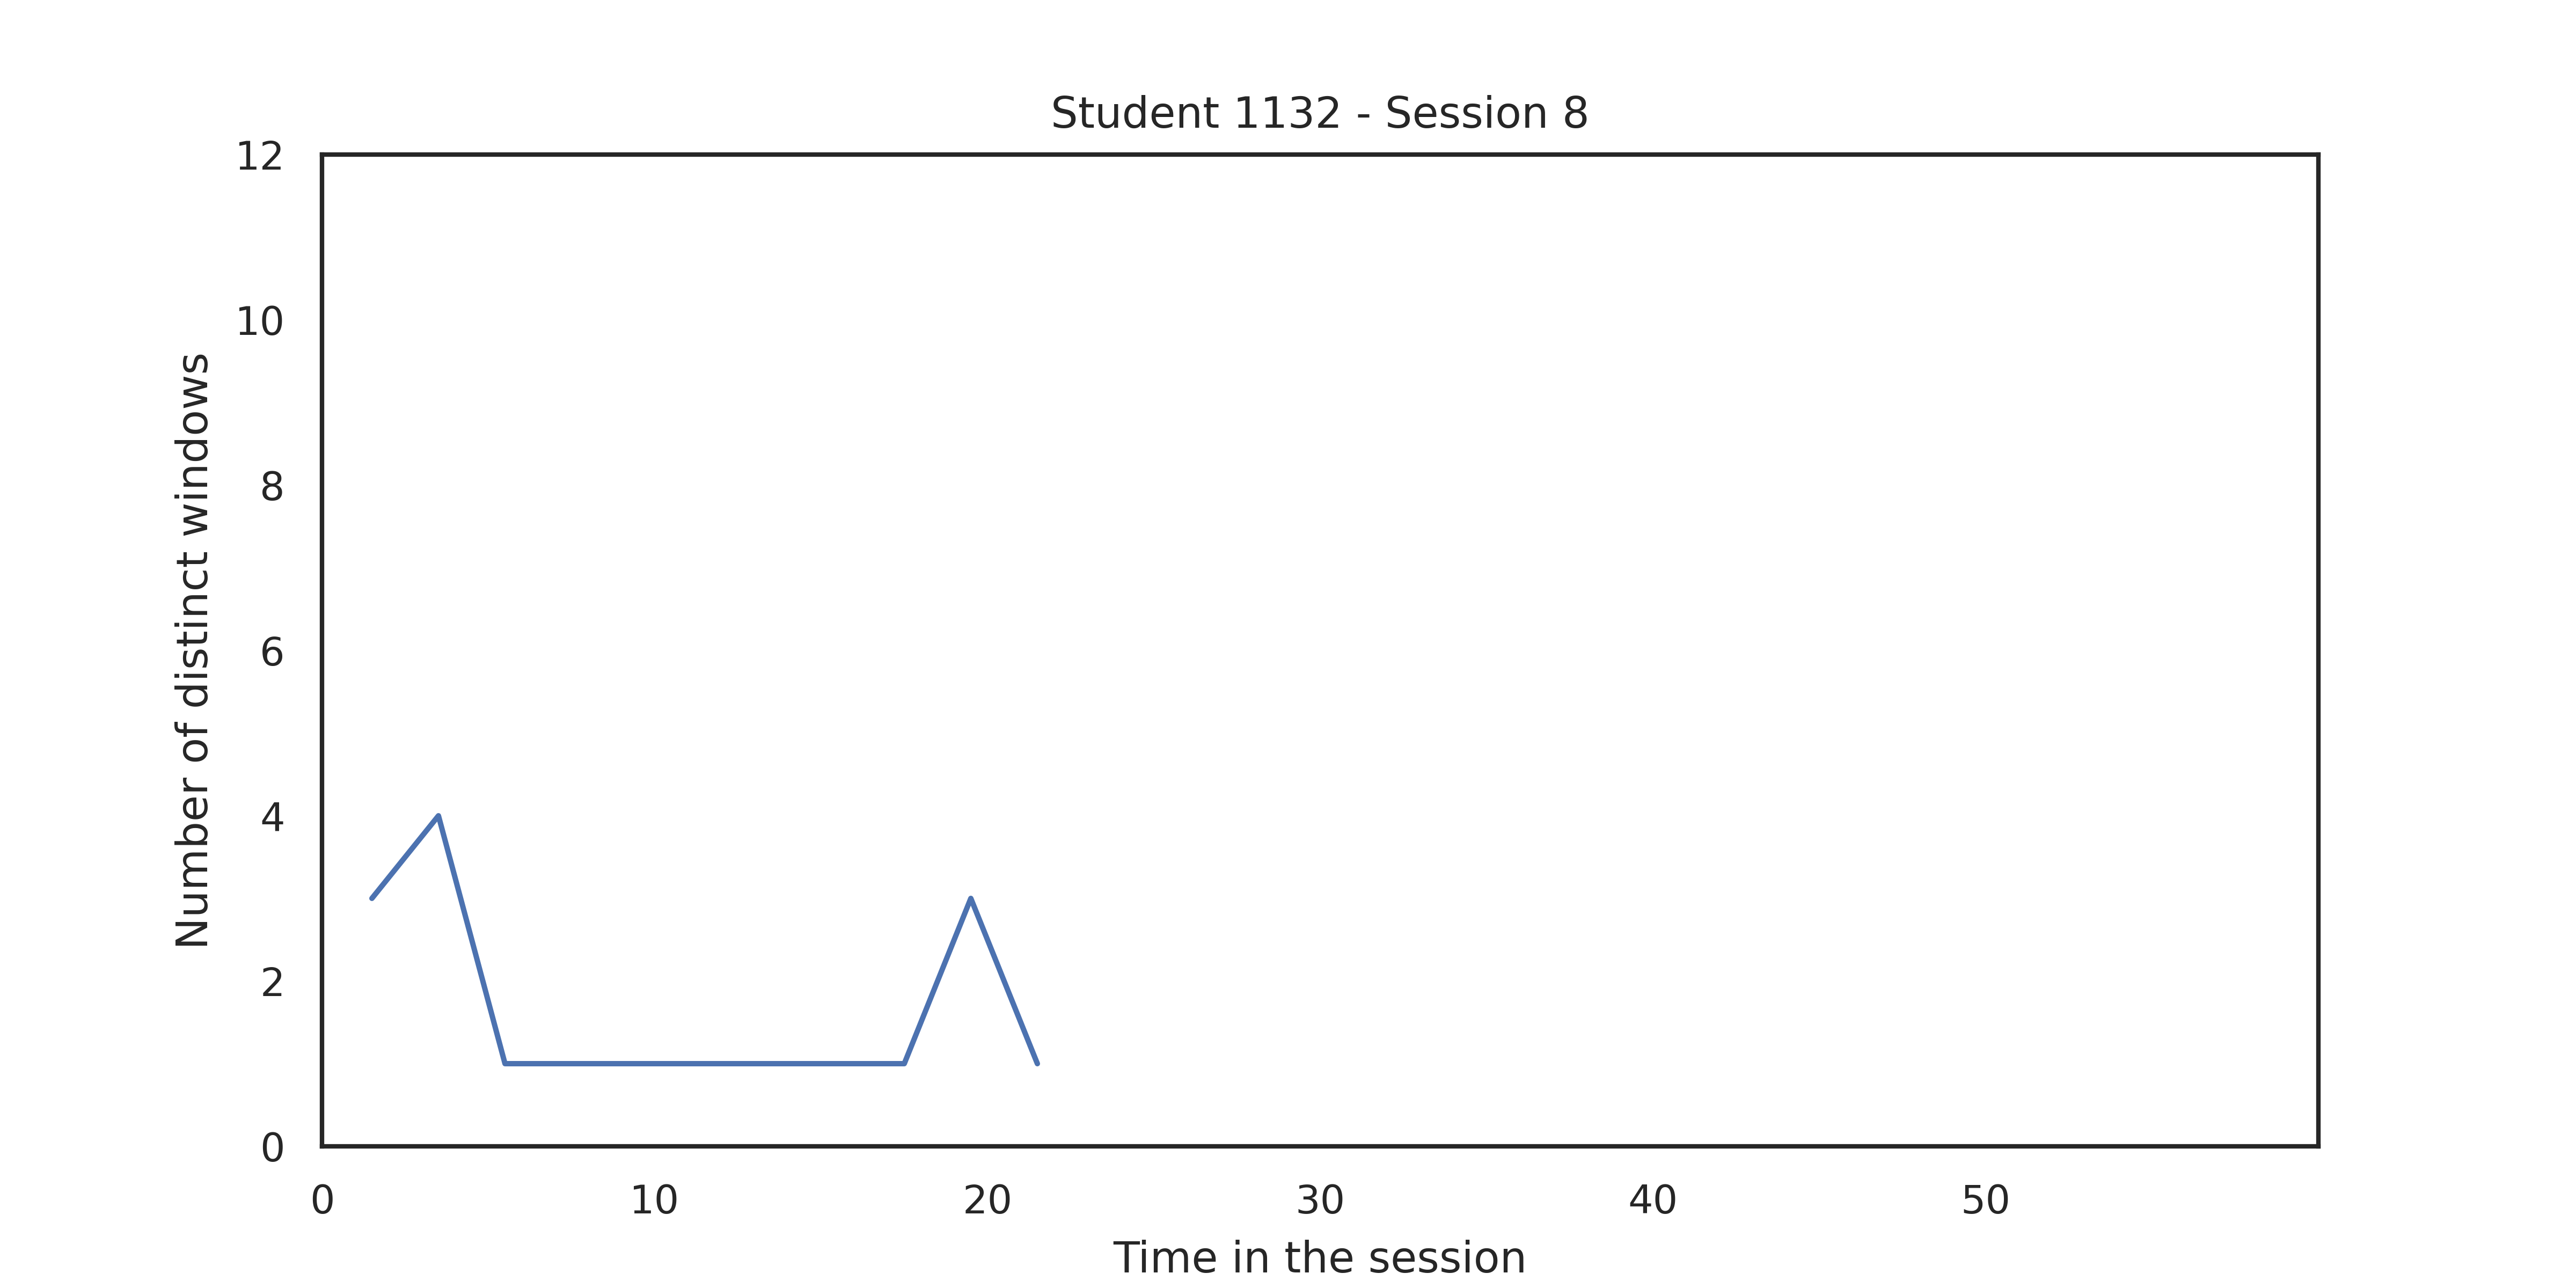 Student 1132 - Session 8
12
10
8
6
4
2
0
Number of distinct windows
0 10 20 30 40 50
Time in the session